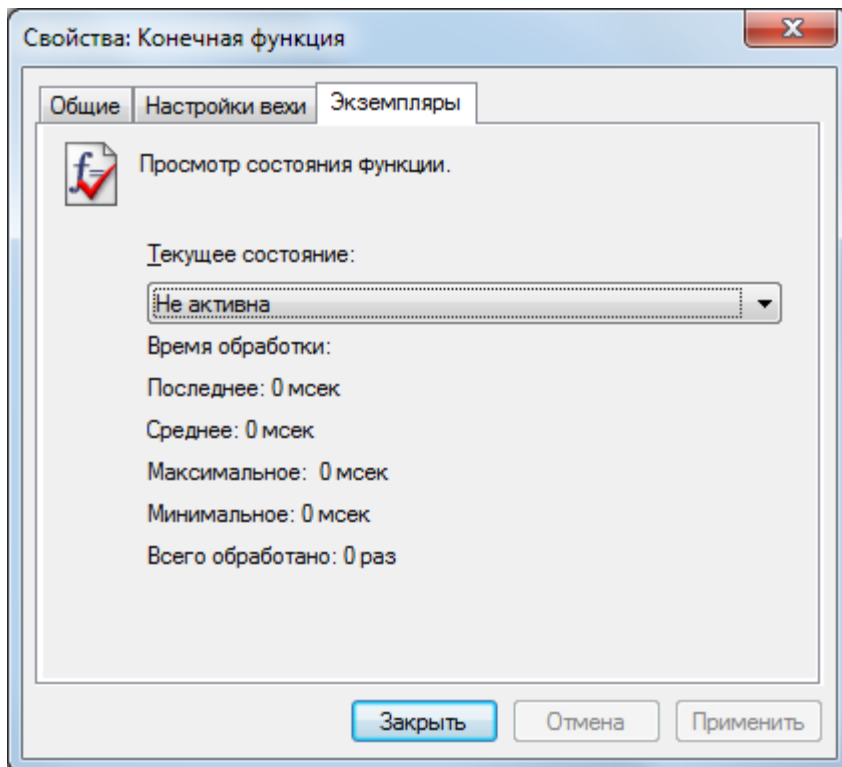 Свойства: Конечная функция
Общие Настройки вехи Экземпляры
Просмотр состояния функции.
Текущее состояние:
Не активна
Время обработки:
Последнее: 0 мсек
Среднее: 0 мсек
Максимальное: 0 мсек
Минимальное: 0 мсек
Всего обработано: 0 раз
Закрыть Отмена Применить